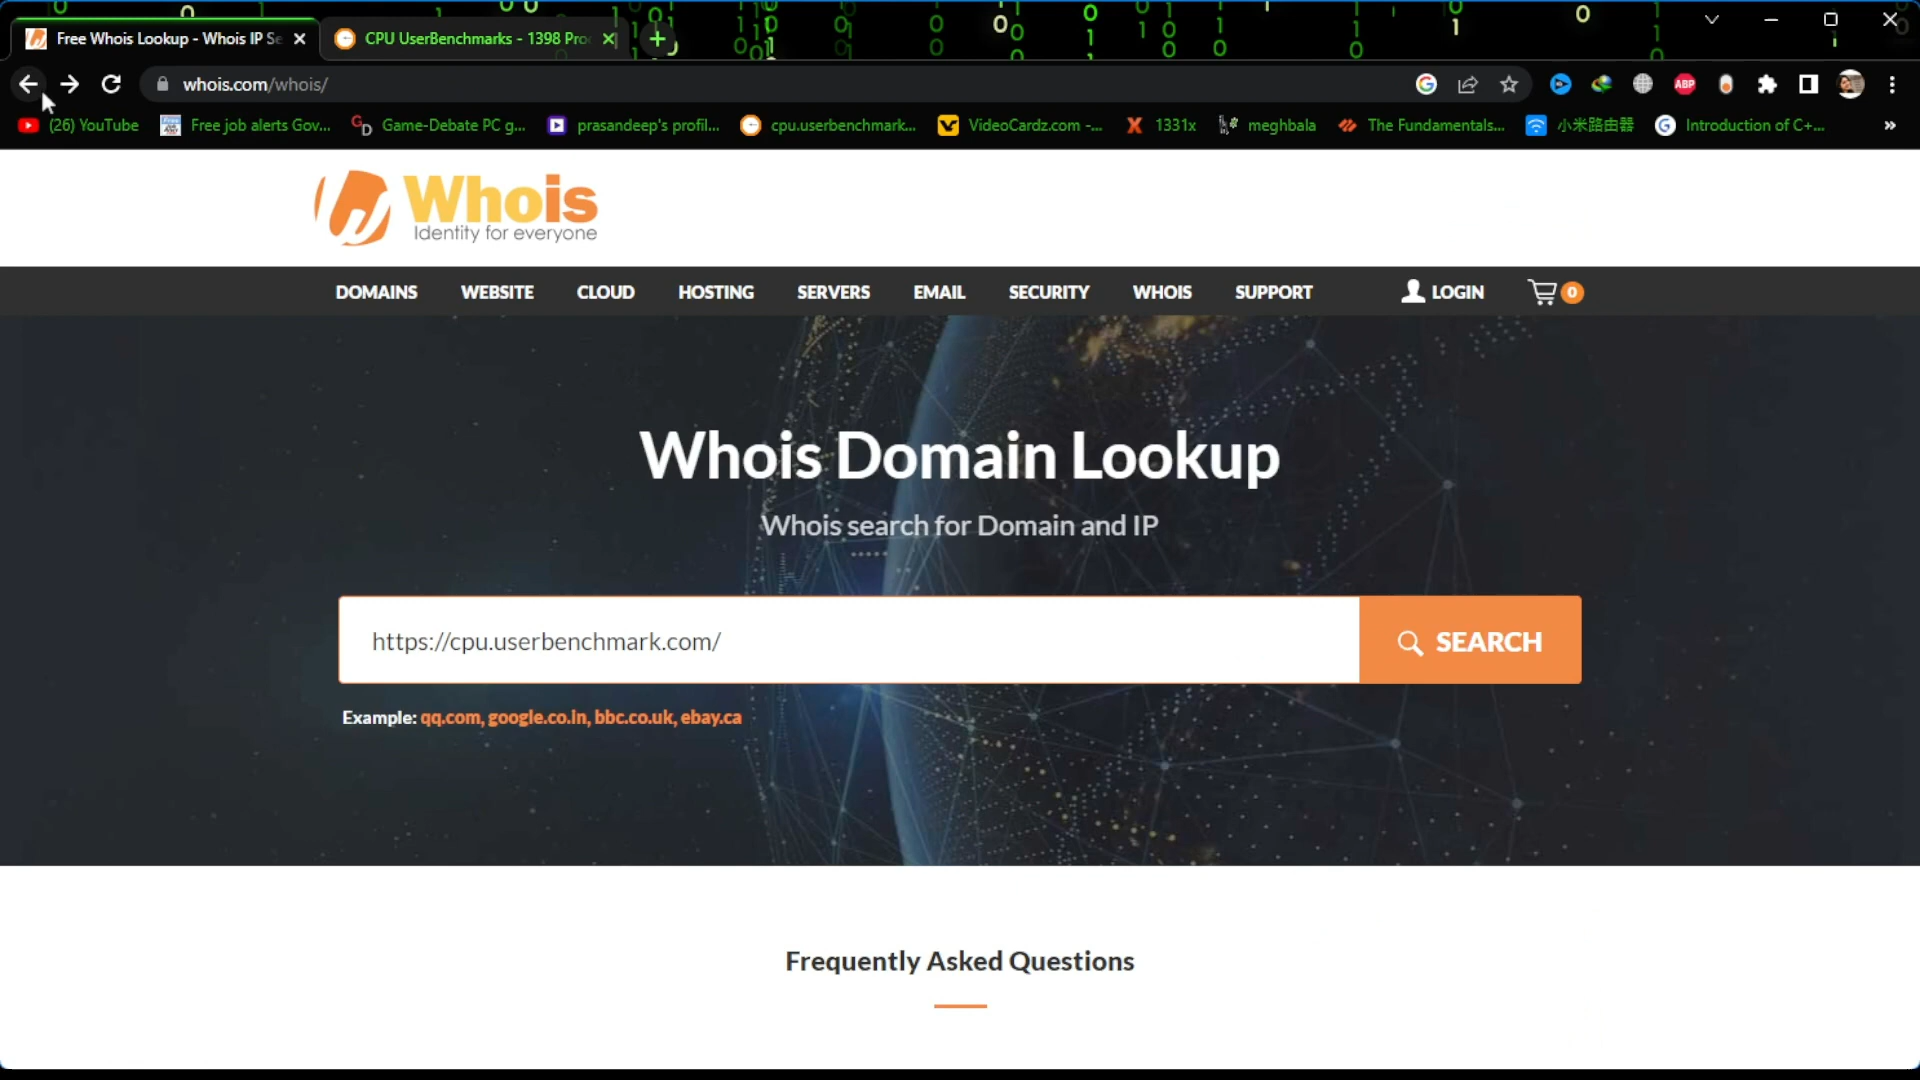 Free Whois Lookup - Whois IP Se
CPU UserBenchmarks - 1398 Pro
whois.com/whois/
(26) YouTube
Free job alerts Gov...
Game-Debate PC g...
prasandeep's profil...
cpu.userbenchmark...
VideoCardz.com -...
1331x
meghbala
The Fundamentals...
小米路由器
Introduction of C+...
Whois
Identity for everyone
DOMAINS WEBSITE CLOUD HOSTING SERVERS EMAIL SECURITY WHOIS SUPPORT LOGIN 0
Whois Domain Lookup
Whois search for Domain and IP
https://cpu.userbenchmark.com/
SEARCH
Example: qq.com, google.co.in, bbc.co.uk, ebay.ca
Frequently Asked Questions